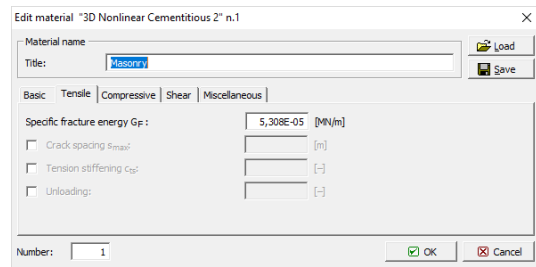 Edit material "3D Nonlinear Cementitious 2" n.1
Material name
Title: Masonry
Load
Save
Basic Tensile Compressive Shear Miscellaneous
Specific fracture energy GF : 5,308E-05 [MN/m]
Crack spacing smax: [m]
Tension stiffening cts: [-]
Unloading: [-]
Number: 1 OK Cancel